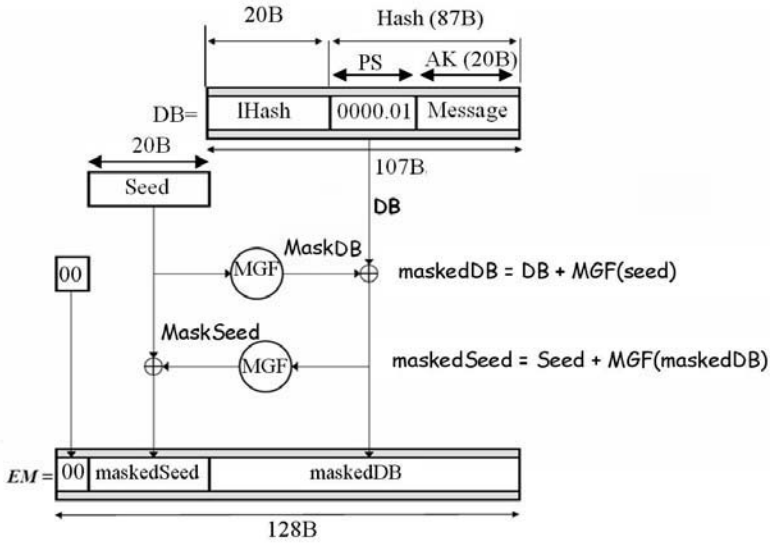 20B Hash (87B)
PS AK (20B)
DB= lHash 0000.01 Message
20B
107B
Seed
DB
MaskDB
00 MGF maskedDB = DB + MGF(seed)
MaskSeed
MGF maskedSeed = Seed + MGF(maskedDB)
EM= 00 maskedSeed maskedDB
128B